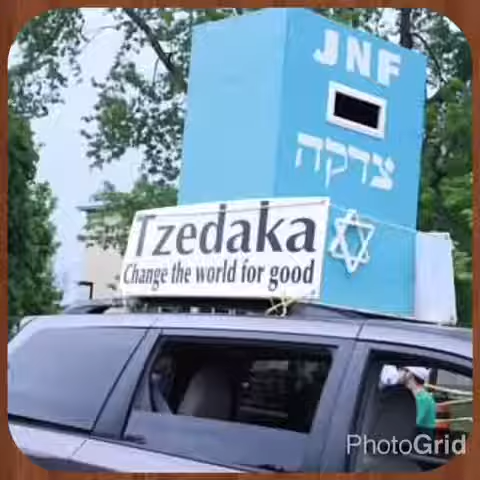 JNF
צדקה
Tzedaka
Change the world for good
PhotoGrid